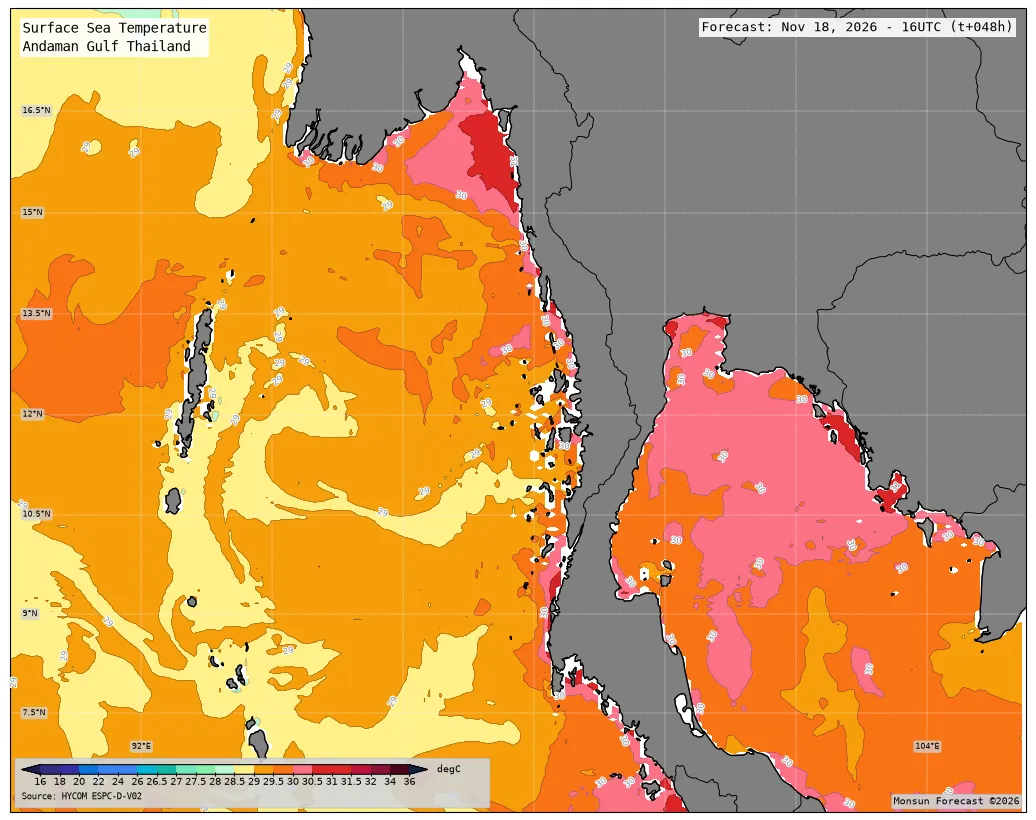 Surface Sea Temperature
Andaman Gulf Thailand
Forecast: Nov 18, 2026 - 16UTC (t+048h)
16.5°N
15°N
13.5°N
12°N
10.5°N
9°N
7.5°N
92°E
104°E
16 18 20 22 24 26 26.5 27 27.5 28 28.5 29 29.5 30 30.5 31 31.5 32 34 36
degC
Source: HYCOM ESPC-D-V02
Monsun Forecast ©2026